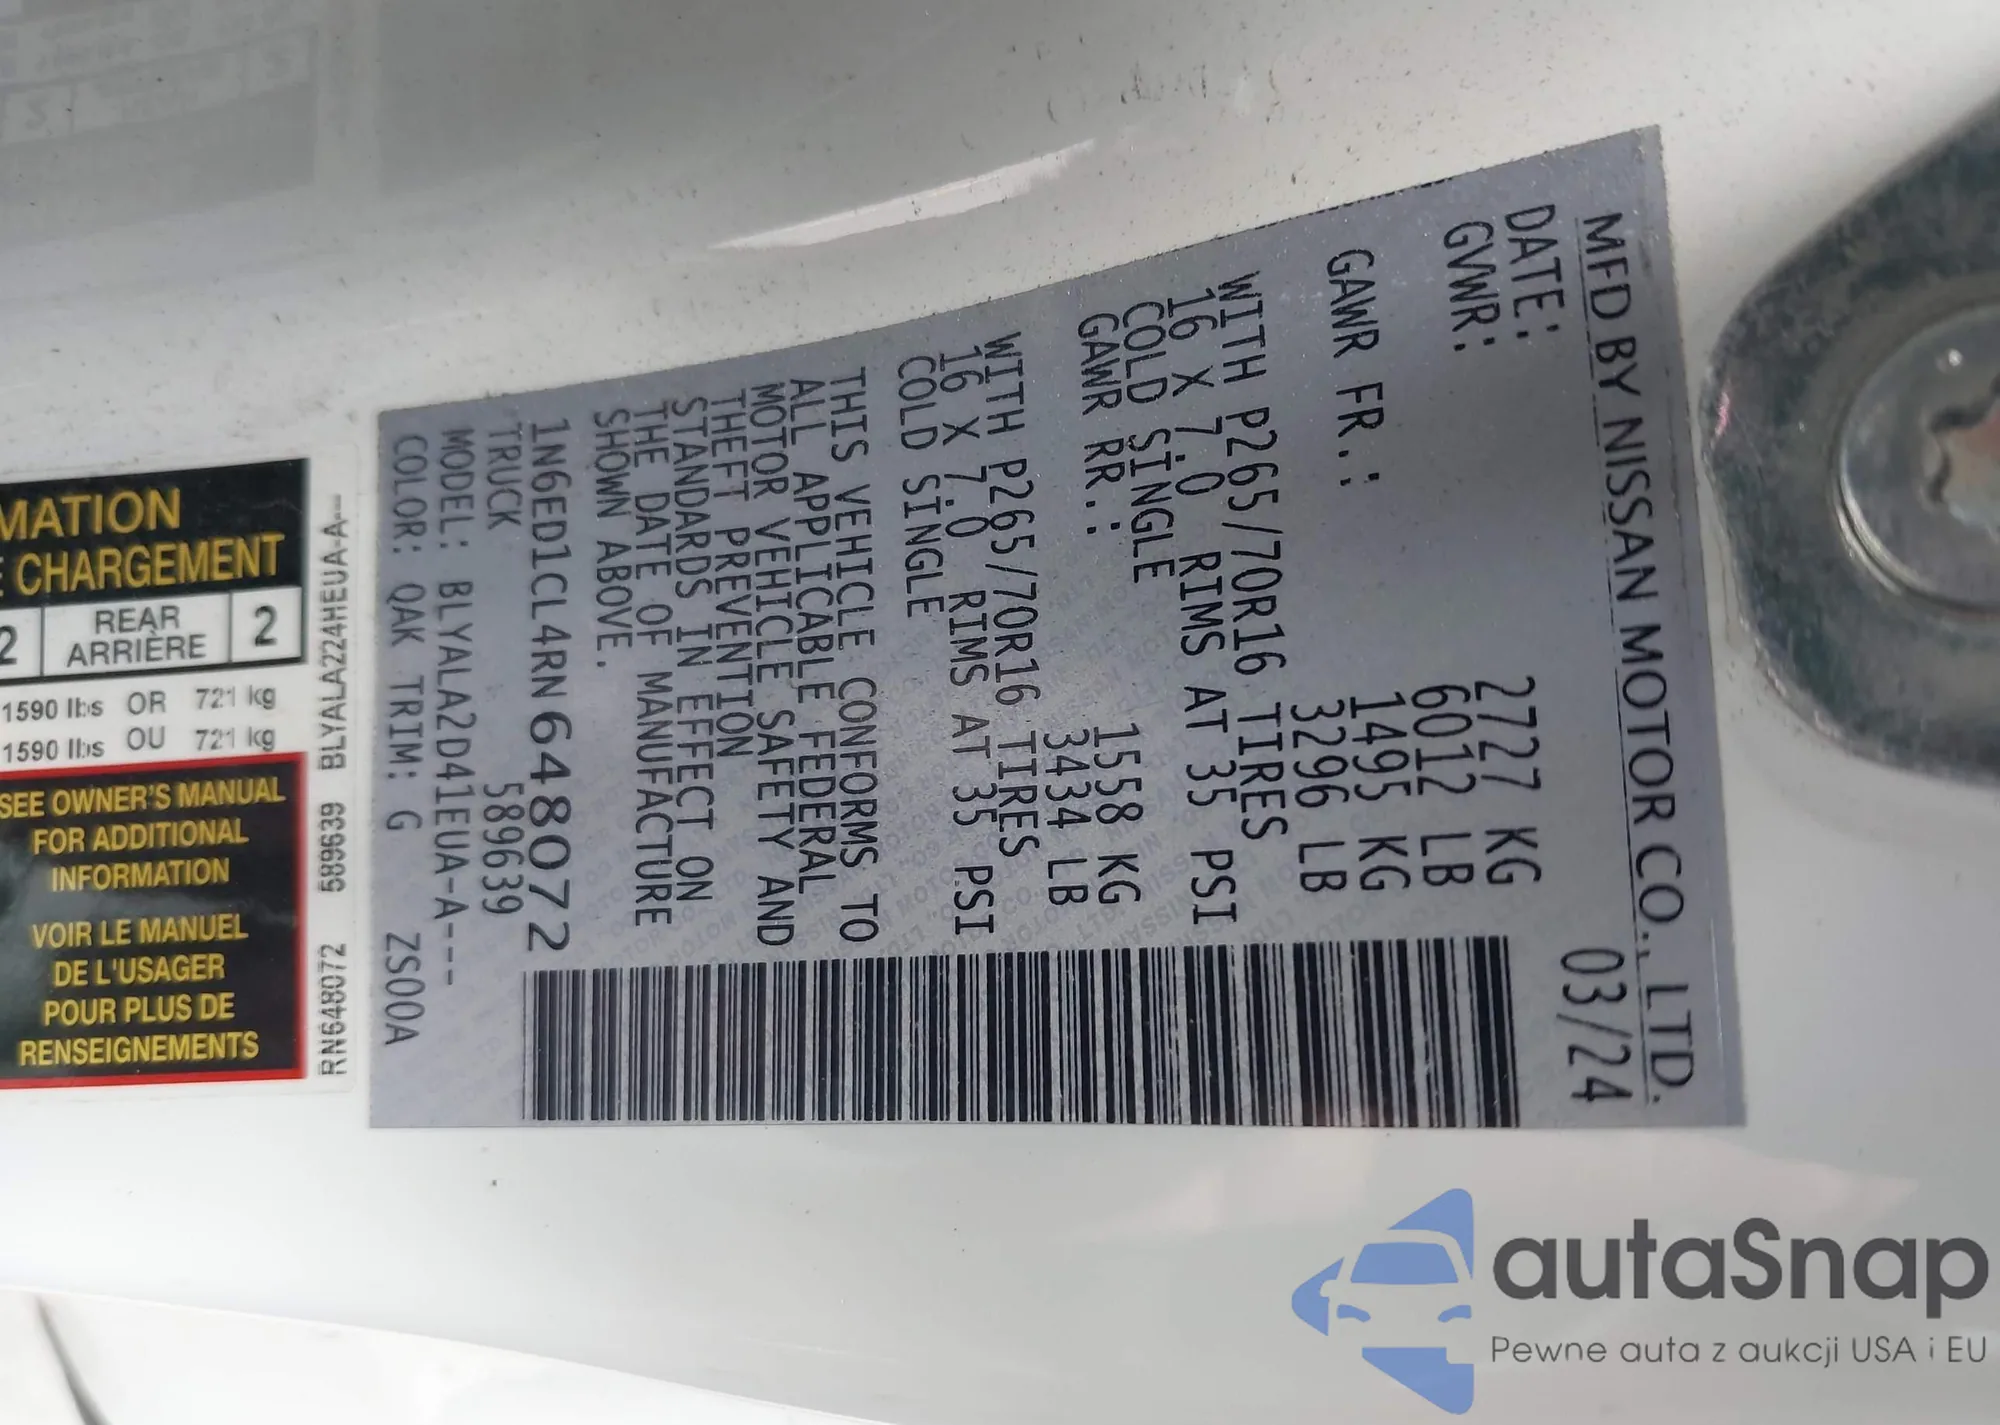 MFD BY NISSAN MOTOR CO., LTD.
DATE: 03/24
GVWR: 2727 KG
6012 LB
GAWR FR.: 1495 KG
3296 LB
WITH P265/70R16 TIRES
16 X 7.0 RIMS AT 35 PSI
COLD SINGLE
GAWR RR.: 1558 KG
3434 LB
WITH P265/70R16 TIRES
16 X 7.0 RIMS AT 35 PSI
COLD SINGLE
THIS VEHICLE CONFORMS TO
ALL APPLICABLE FEDERAL
MOTOR VEHICLE SAFETY AND
THEFT PREVENTION
STANDARDS IN EFFECT ON
THE DATE OF MANUFACTURE
SHOWN ABOVE.
1N6ED1CL4RN648072
TRUCK 589639
MODEL: BLYALA2D41EUA-A---
COLOR: QAK TRIM: G ZS00A
BLYALA224HEUA-A-- 589639 RN648072
MATION
CHARGEMENT
2 REAR 2
ARRIÈRE
1590 lbs OR 721 kg
1590 lbs OU 721 kg
SEE OWNER'S MANUAL
FOR ADDITIONAL
INFORMATION
VOIR LE MANUEL
DE L'USAGER
POUR PLUS DE
RENSEIGNEMENTS
autaSnap
Pewne auta z aukcji USA i EU